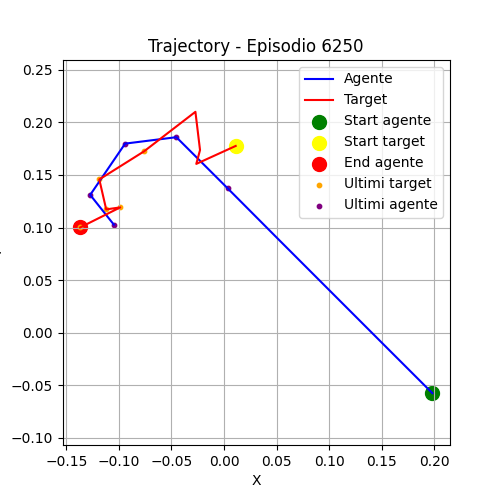 Trajectory - Episodio 6250
Agente
Target
Start agente
Start target
End agente
Ultimi target
Ultimi agente
0.25
0.20
0.15
0.10
0.05
0.00
−0.05
−0.10
−0.15
−0.10
−0.05
0.00
0.05
0.10
0.15
0.20
X